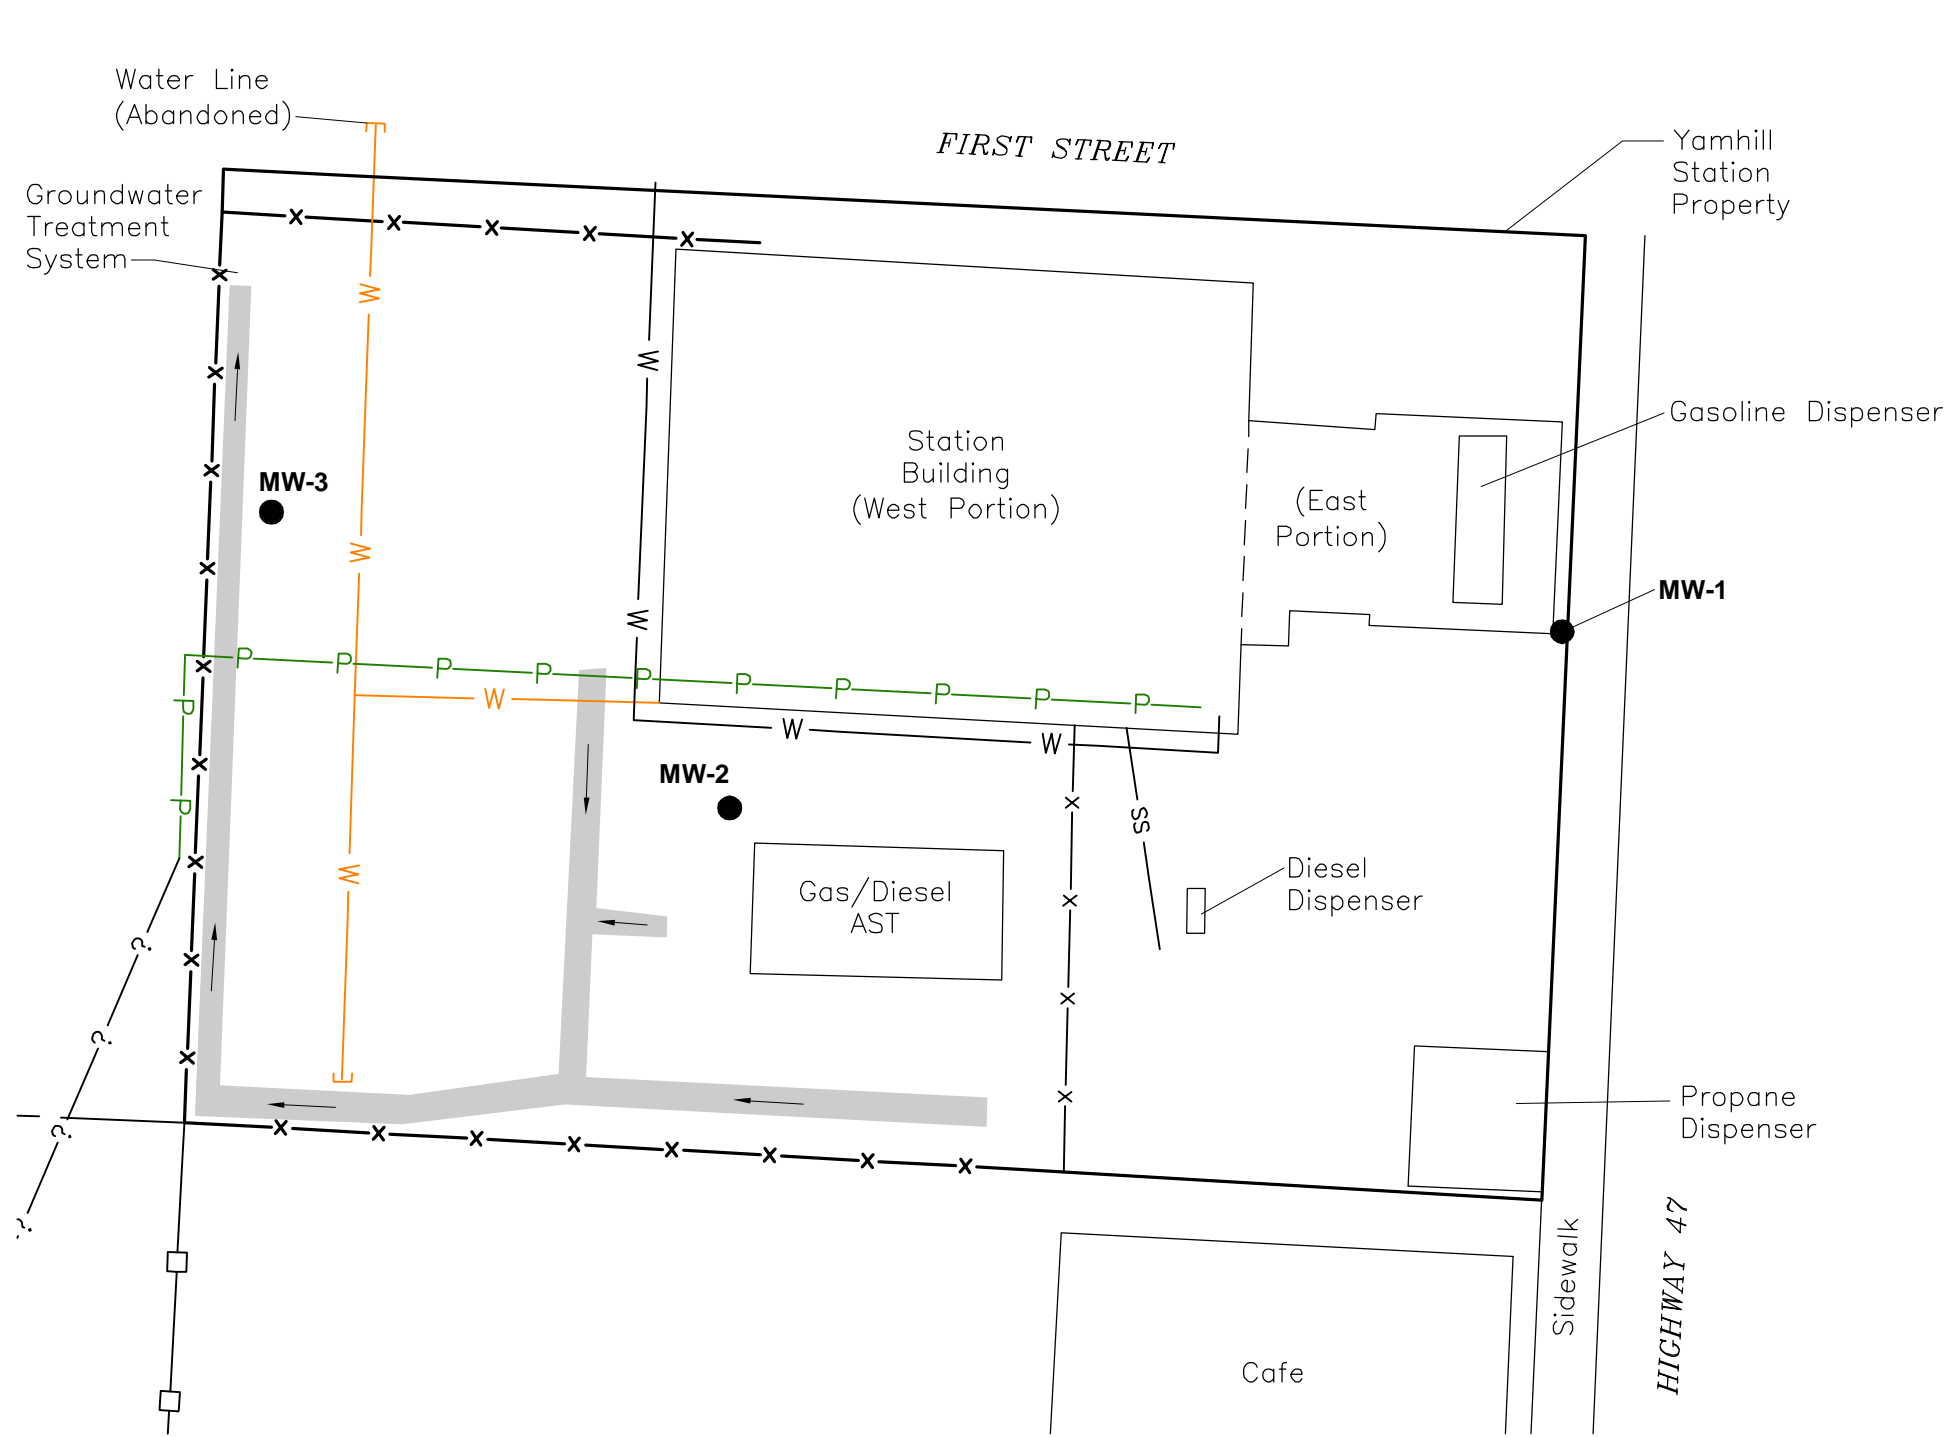 Water Line
(Abandoned)
FIRST STREET
Yamhill
Station
Property
Groundwater
Treatment
System
X X X X X
X
W
W
X
Gasoline Dispenser
Station
Building
(West Portion)
(East
Portion)
MW-3
X
W
X
MW-1
W
P P P P P P P P P P
X
W
P
W W
MW-2
X
P
X
SS
X
W
Gas/Diesel
AST
Diesel
Dispenser
X
?
X
X
?
X
X
Propane
Dispenser
?
X X X X X X X X
?
Sidewalk
HIGHWAY 47
Cafe